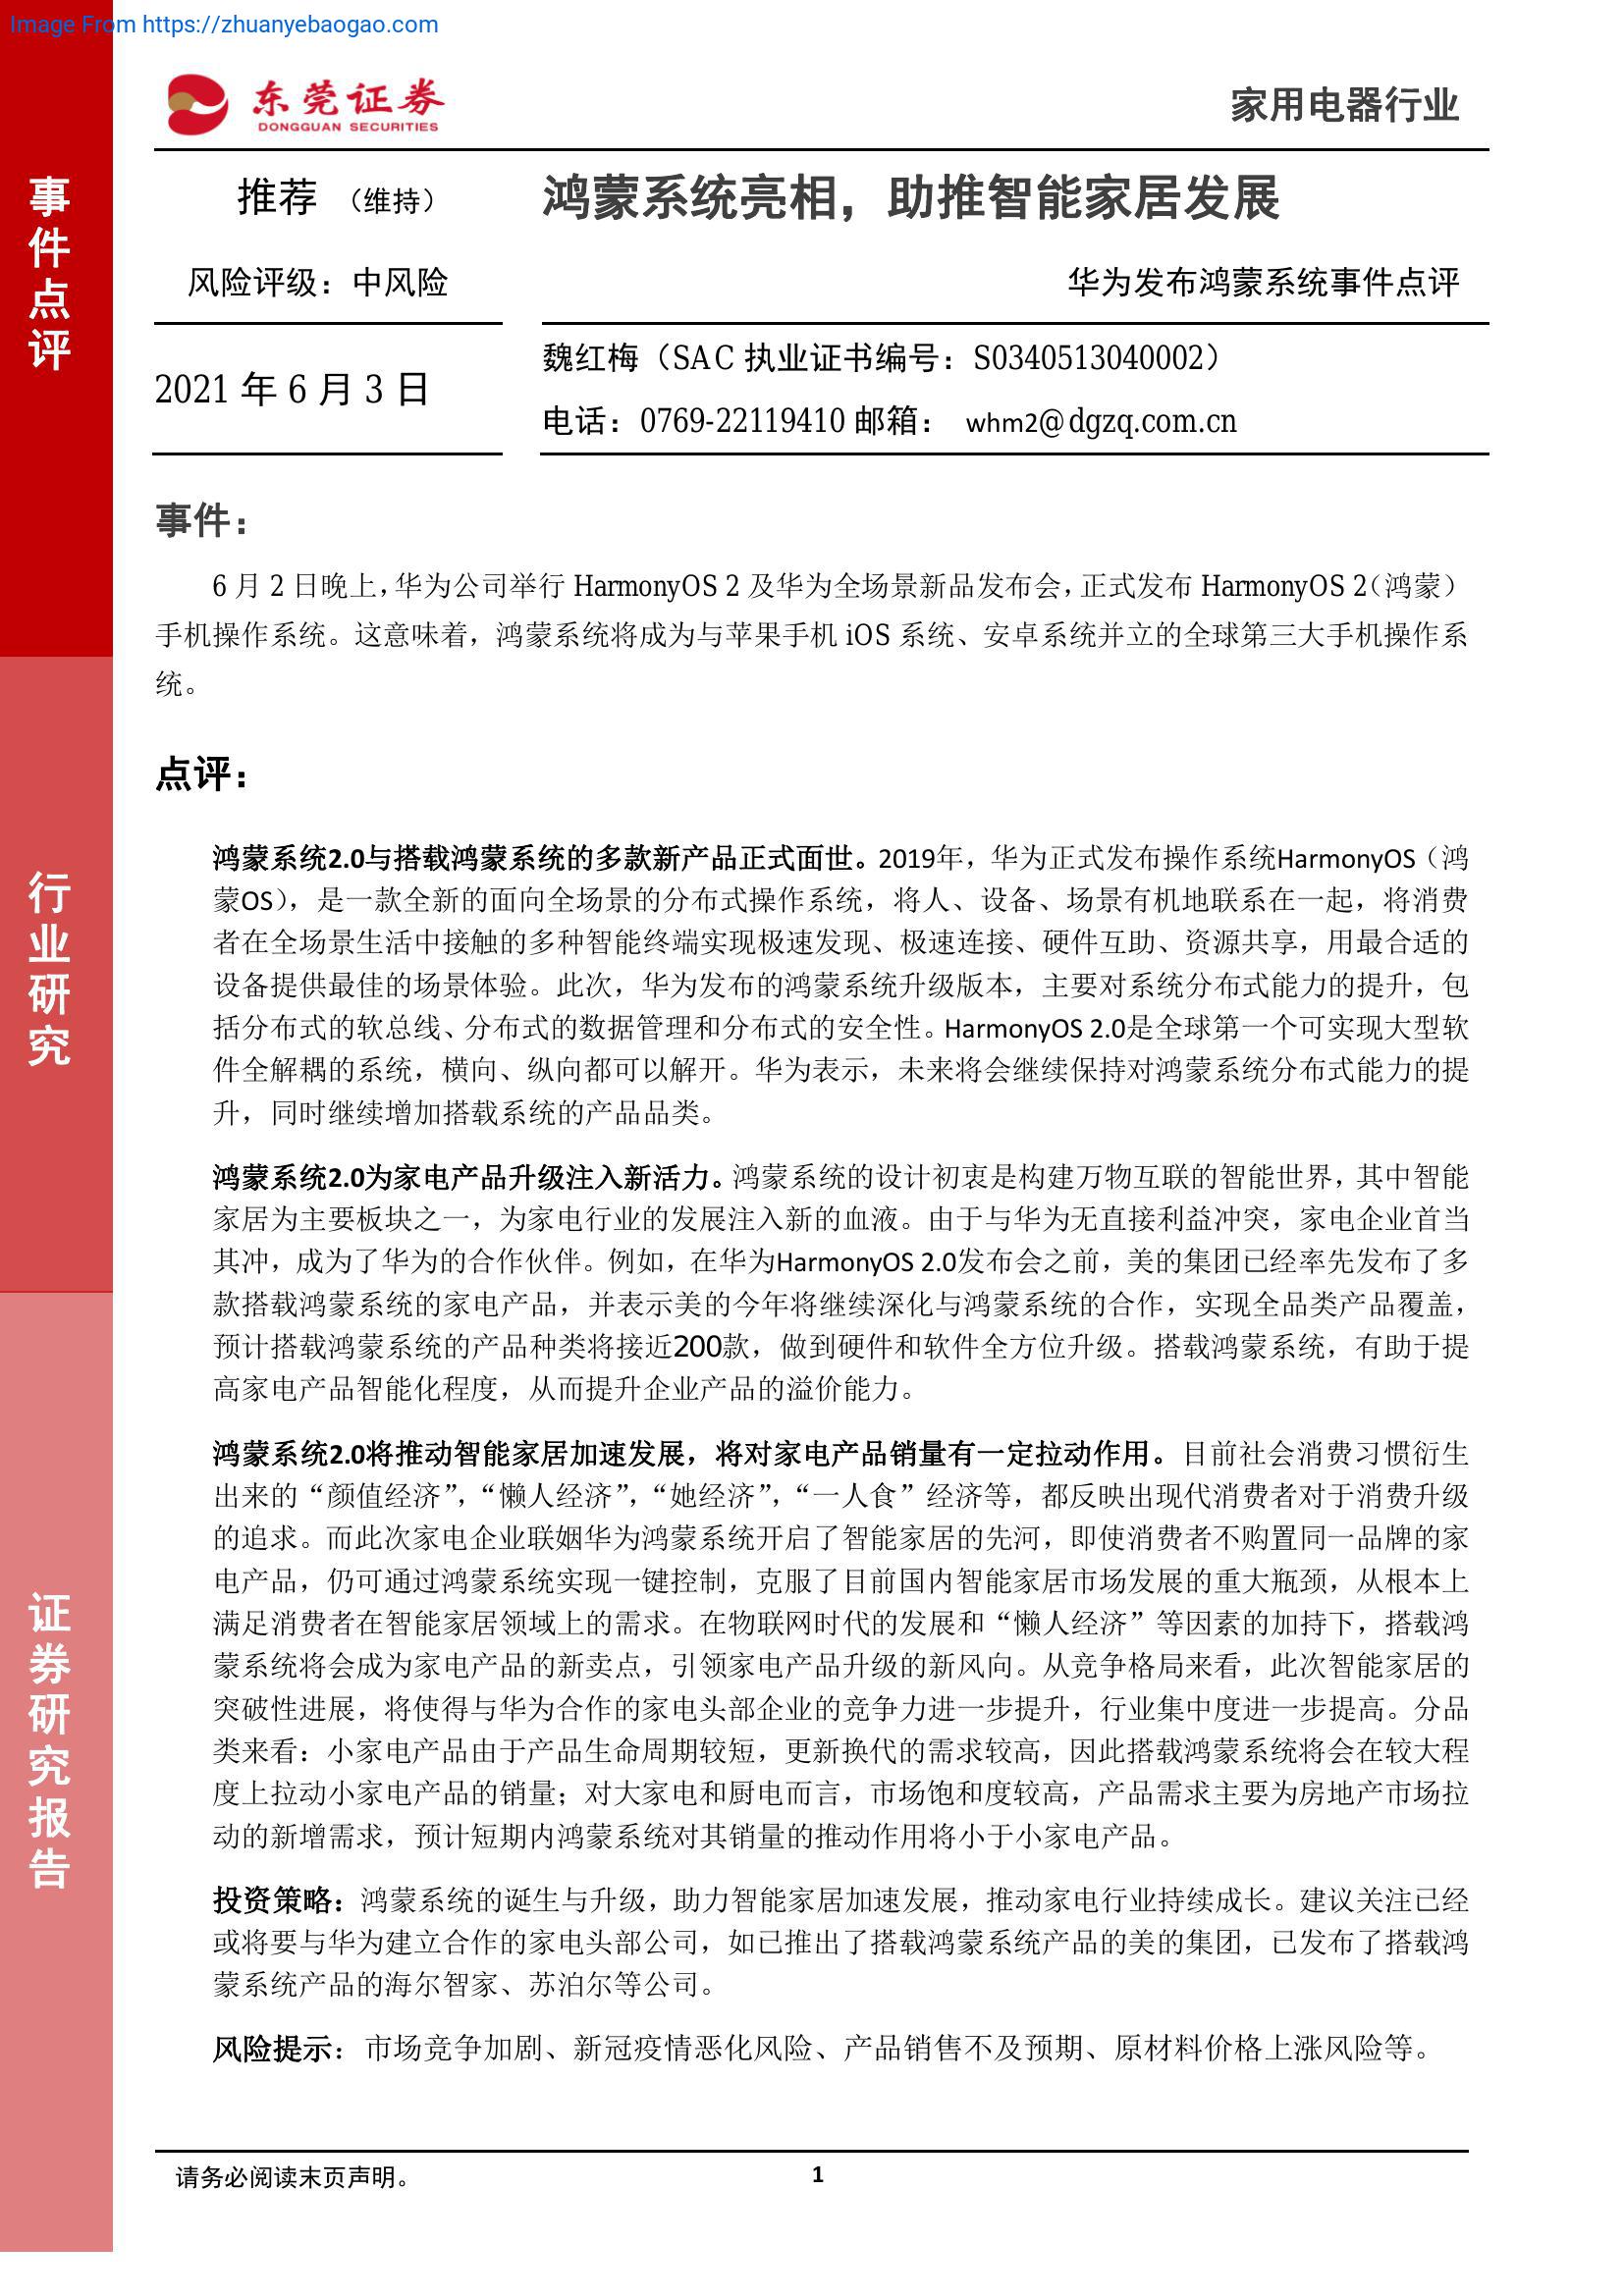 Image From https://zhuanyebaogao.com
东莞证券
DONGGUAN SECURITIES
家用电器行业
事件点评
行业研究
证券研究报告
推荐 （维持）
鸿蒙系统亮相，助推智能家居发展
风险评级：中风险
华为发布鸿蒙系统事件点评
2021 年 6 月 3 日
魏红梅（SAC 执业证书编号：S0340513040002）
电话：0769-22119410 邮箱： whm2@dgzq.com.cn
事件：
6 月 2 日晚上，华为公司举行 HarmonyOS 2 及华为全场景新品发布会，正式发布 HarmonyOS 2（鸿蒙）
手机操作系统。这意味着，鸿蒙系统将成为与苹果手机 iOS 系统、安卓系统并立的全球第三大手机操作系
统。
点评：
鸿蒙系统2.0与搭载鸿蒙系统的多款新产品正式面世。2019年，华为正式发布操作系统HarmonyOS（鸿
蒙OS），是一款全新的面向全场景的分布式操作系统，将人、设备、场景有机地联系在一起，将消费
者在全场景生活中接触的多种智能终端实现极速发现、极速连接、硬件互助、资源共享，用最合适的
设备提供最佳的场景体验。此次，华为发布的鸿蒙系统升级版本，主要对系统分布式能力的提升，包
括分布式的软总线、分布式的数据管理和分布式的安全性。HarmonyOS 2.0是全球第一个可实现大型软
件全解耦的系统，横向、纵向都可以解开。华为表示，未来将会继续保持对鸿蒙系统分布式能力的提
升，同时继续增加搭载系统的产品品类。
鸿蒙系统2.0为家电产品升级注入新活力。鸿蒙系统的设计初衷是构建万物互联的智能世界，其中智能
家居为主要板块之一，为家电行业的发展注入新的血液。由于与华为无直接利益冲突，家电企业首当
其冲，成为了华为的合作伙伴。例如，在华为HarmonyOS 2.0发布会之前，美的集团已经率先发布了多
款搭载鸿蒙系统的家电产品，并表示美的今年将继续深化与鸿蒙系统的合作，实现全品类产品覆盖，
预计搭载鸿蒙系统的产品种类将接近200款，做到硬件和软件全方位升级。搭载鸿蒙系统，有助于提
高家电产品智能化程度，从而提升企业产品的溢价能力。
鸿蒙系统2.0将推动智能家居加速发展，将对家电产品销量有一定拉动作用。目前社会消费习惯衍生
出来的“颜值经济”，“懒人经济”，“她经济”，“一人食”经济等，都反映出现代消费者对于消费升级
的追求。而此次家电企业联姻华为鸿蒙系统开启了智能家居的先河，即使消费者不购置同一品牌的家
电产品，仍可通过鸿蒙系统实现一键控制，克服了目前国内智能家居市场发展的重大瓶颈，从根本上
满足消费者在智能家居领域上的需求。在物联网时代的发展和“懒人经济”等因素的加持下，搭载鸿
蒙系统将会成为家电产品的新卖点，引领家电产品升级的新风向。从竞争格局来看，此次智能家居的
突破性进展，将使得与华为合作的家电头部企业的竞争力进一步提升，行业集中度进一步提高。分品
类来看：小家电产品由于产品生命周期较短，更新换代的需求较高，因此搭载鸿蒙系统将会在较大程
度上拉动小家电产品的销量；对大家电和厨电而言，市场饱和度较高，产品需求主要为房地产市场拉
动的新增需求，预计短期内鸿蒙系统对其销量的推动作用将小于小家电产品。
投资策略：鸿蒙系统的诞生与升级，助力智能家居加速发展，推动家电行业持续成长。建议关注已经
或将要与华为建立合作的家电头部公司，如已推出了搭载鸿蒙系统产品的美的集团，已发布了搭载鸿
蒙系统产品的海尔智家、苏泊尔等公司。
风险提示：市场竞争加剧、新冠疫情恶化风险、产品销售不及预期、原材料价格上涨风险等。
请务必阅读末页声明。
1